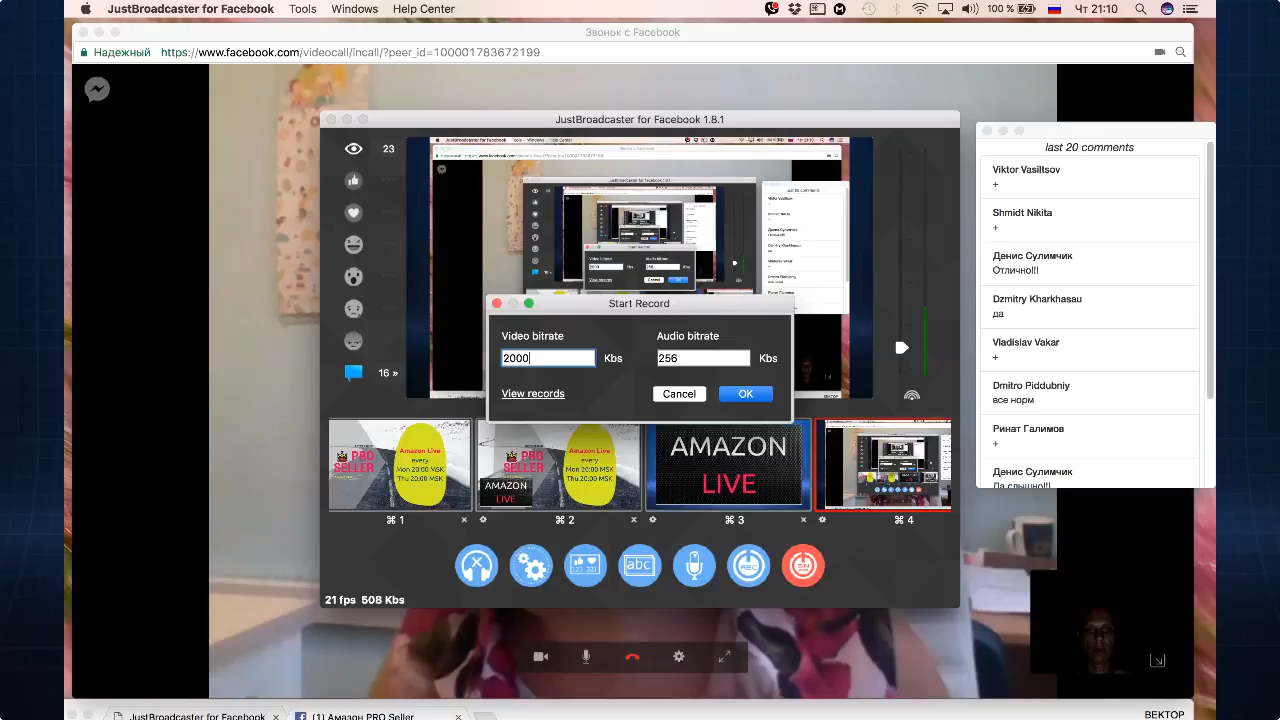 JustBroadcaster for Facebook Tools Windows Help Center 100 % Чт 21:10
Звонок с Facebook
Надежный https://www.facebook.com/videocall/incall/?peer_id=100001783672199
JustBroadcaster for Facebook 1.8.1
23
16 »
last 20 comments
Viktor Vasiltsov
+
Shmidt Nikita
+
Денис Сулимчик
Отлично!!!
Dzmitry Kharkhasau
да
Vladislav Vakar
+
Dmitro Piddubniy
все норм
Ринат Галимов
+
Денис Сулимчик
Да слышно!!!
Start Record
Video bitrate Audio bitrate
2000 Kbs 256 Kbs
View records Cancel OK
PRO
SELLER
Amazon Live
every
Mon 20:00 MSK
Thu 20:00 MSK
PRO
SELLER
Amazon Live
every
Mon 20:00 MSK
Thu 20:00 MSK
AMAZON
LIVE
AMAZON
LIVE
⌘ 1 × ⌘ 2 × ⌘ 3 × ⌘ 4
abc REC ON
21 fps 508 Kbs
JustBroadcaster for Facebook × (1) Амазон PRO Seller × ВЕКТОР